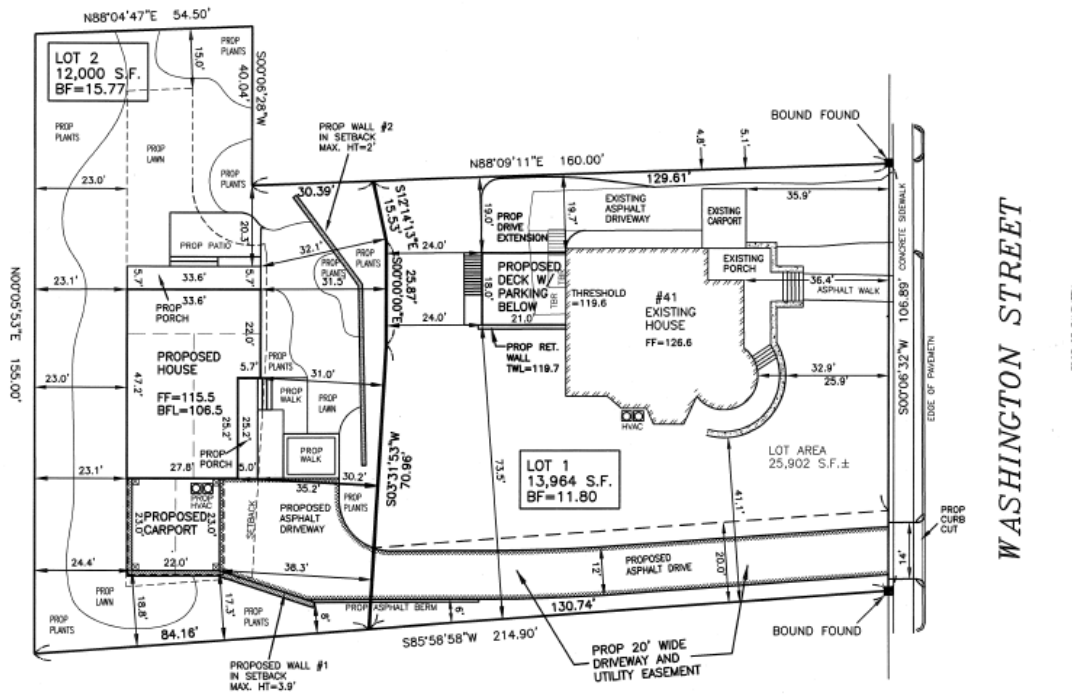 N88°04'47"E 54.50'
LOT 2
12,000 S.F.
BF=15.77
15.0'
PROP
PLANTS
S00°06'28"W
40.04'
PROP
PLANTS
PROP
PLANTS
PROP
LAWN
PROP
PLANTS
PROP WALL #2
IN SETBACK
MAX. HT=2'
N88°09'11"E 160.00'
4.8'
5.1'
BOUND FOUND
23.0'
30.39'
S12°14'13"E
15.53'
129.61'
35.9'
19.0'
PROP
DRIVE
EXTENSION
19.7'
EXISTING
ASPHALT
DRIVEWAY
EXISTING
CARPORT
CONCRETE SIDEWALK
20.3'
PROP PATIO
32.1'
PROP
PLANTS
PROP
PLANTS
24.0'
EXISTING
PORCH
36.4'
ASPHALT WALK
23.1'
5.7'
33.6'
5.7'
31.5'
25.87'
S00°00'00"E
18.0'
PROPOSED
DECK W/
PARKING
BELOW
TBR
TBR
THRESHOLD
=119.6
#41
EXISTING
HOUSE
FF=126.6
33.6'
PROP
PORCH
22.0'
24.0'
21.0'
PROP RET.
WALL
TWL=119.7
N00°05'53"E 155.00'
PROPOSED
HOUSE
FF=115.5
BFL=106.5
23.0'
47.2'
5.7'
PROP
PLANTS
31.0'
PROP
WALK
PROP
LAWN
32.9'
25.9'
S00°06'32"W 106.89'
EDGE OF PAVEMETN
WASHINGTON STREET
25.2'
25.2'
PROP
PORCH
PROP
WALK
HVAC
S03°31'53"W
70.96'
LOT AREA
25,902 S.F.±
LOT 1
13,964 S.F.
BF=11.80
73.5'
41.1'
23.1'
27.8'
5.0'
35.2'
30.2'
PROP
HVAC
PROP
PLANTS
PROPOSED
CARPORT
23.0'
23.0'
SETBACK
PROPOSED
ASPHALT
DRIVEWAY
PROP
CURB
CUT
24.4'
22.0'
38.3'
12'
PROPOSED
ASPHALT DRIVE
20.0'
14'
PROP
LAWN
PROP
PLANTS
18.8'
17.3'
PROP
PLANTS
PROP ASPHALT BERM
8'
6'
130.74'
84.16'
S85°58'58"W 214.90'
BOUND FOUND
PROPOSED WALL #1
IN SETBACK
MAX. HT=3.9'
PROP 20' WIDE
DRIVEWAY AND
UTILITY EASEMENT